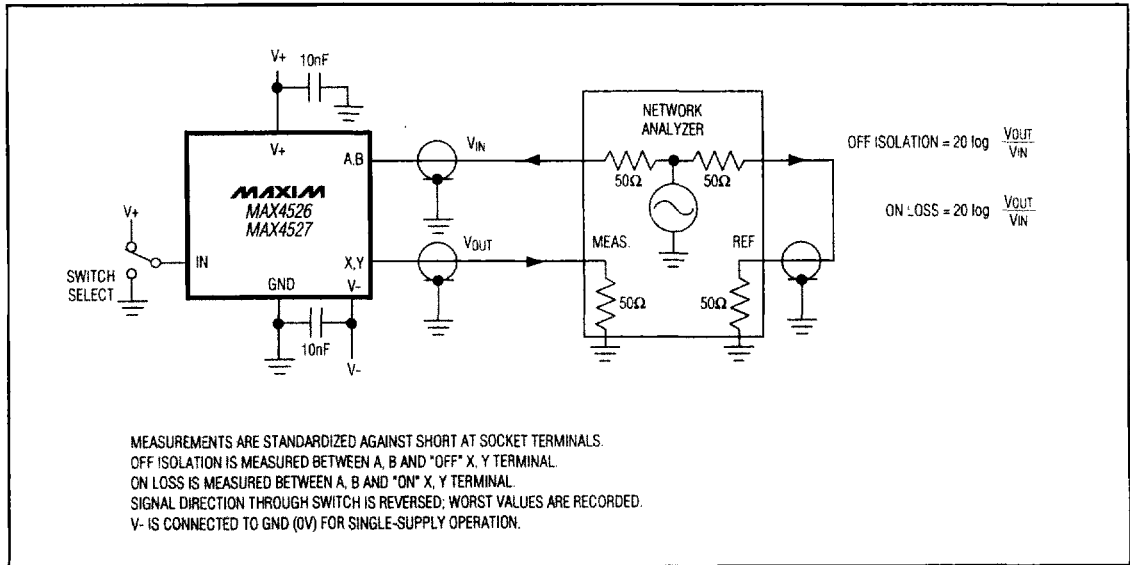 V+
10nF
V+
A,B
VIN
MAXIM
MAX4526
MAX4527
V+
IN
SWITCH
SELECT
VOUT
X,Y
GND
V-
10nF
V-
NETWORK
ANALYZER
50Ω
50Ω
MEAS.
REF
50Ω
50Ω
OFF ISOLATION = 20 log VOUT
VIN
ON LOSS = 20 log VOUT
VIN
MEASUREMENTS ARE STANDARDIZED AGAINST SHORT AT SOCKET TERMINALS.
OFF ISOLATION IS MEASURED BETWEEN A, B AND "OFF" X, Y TERMINAL.
ON LOSS IS MEASURED BETWEEN A, B AND "ON" X, Y TERMINAL.
SIGNAL DIRECTION THROUGH SWITCH IS REVERSED; WORST VALUES ARE RECORDED.
V- IS CONNECTED TO GND (0V) FOR SINGLE-SUPPLY OPERATION.